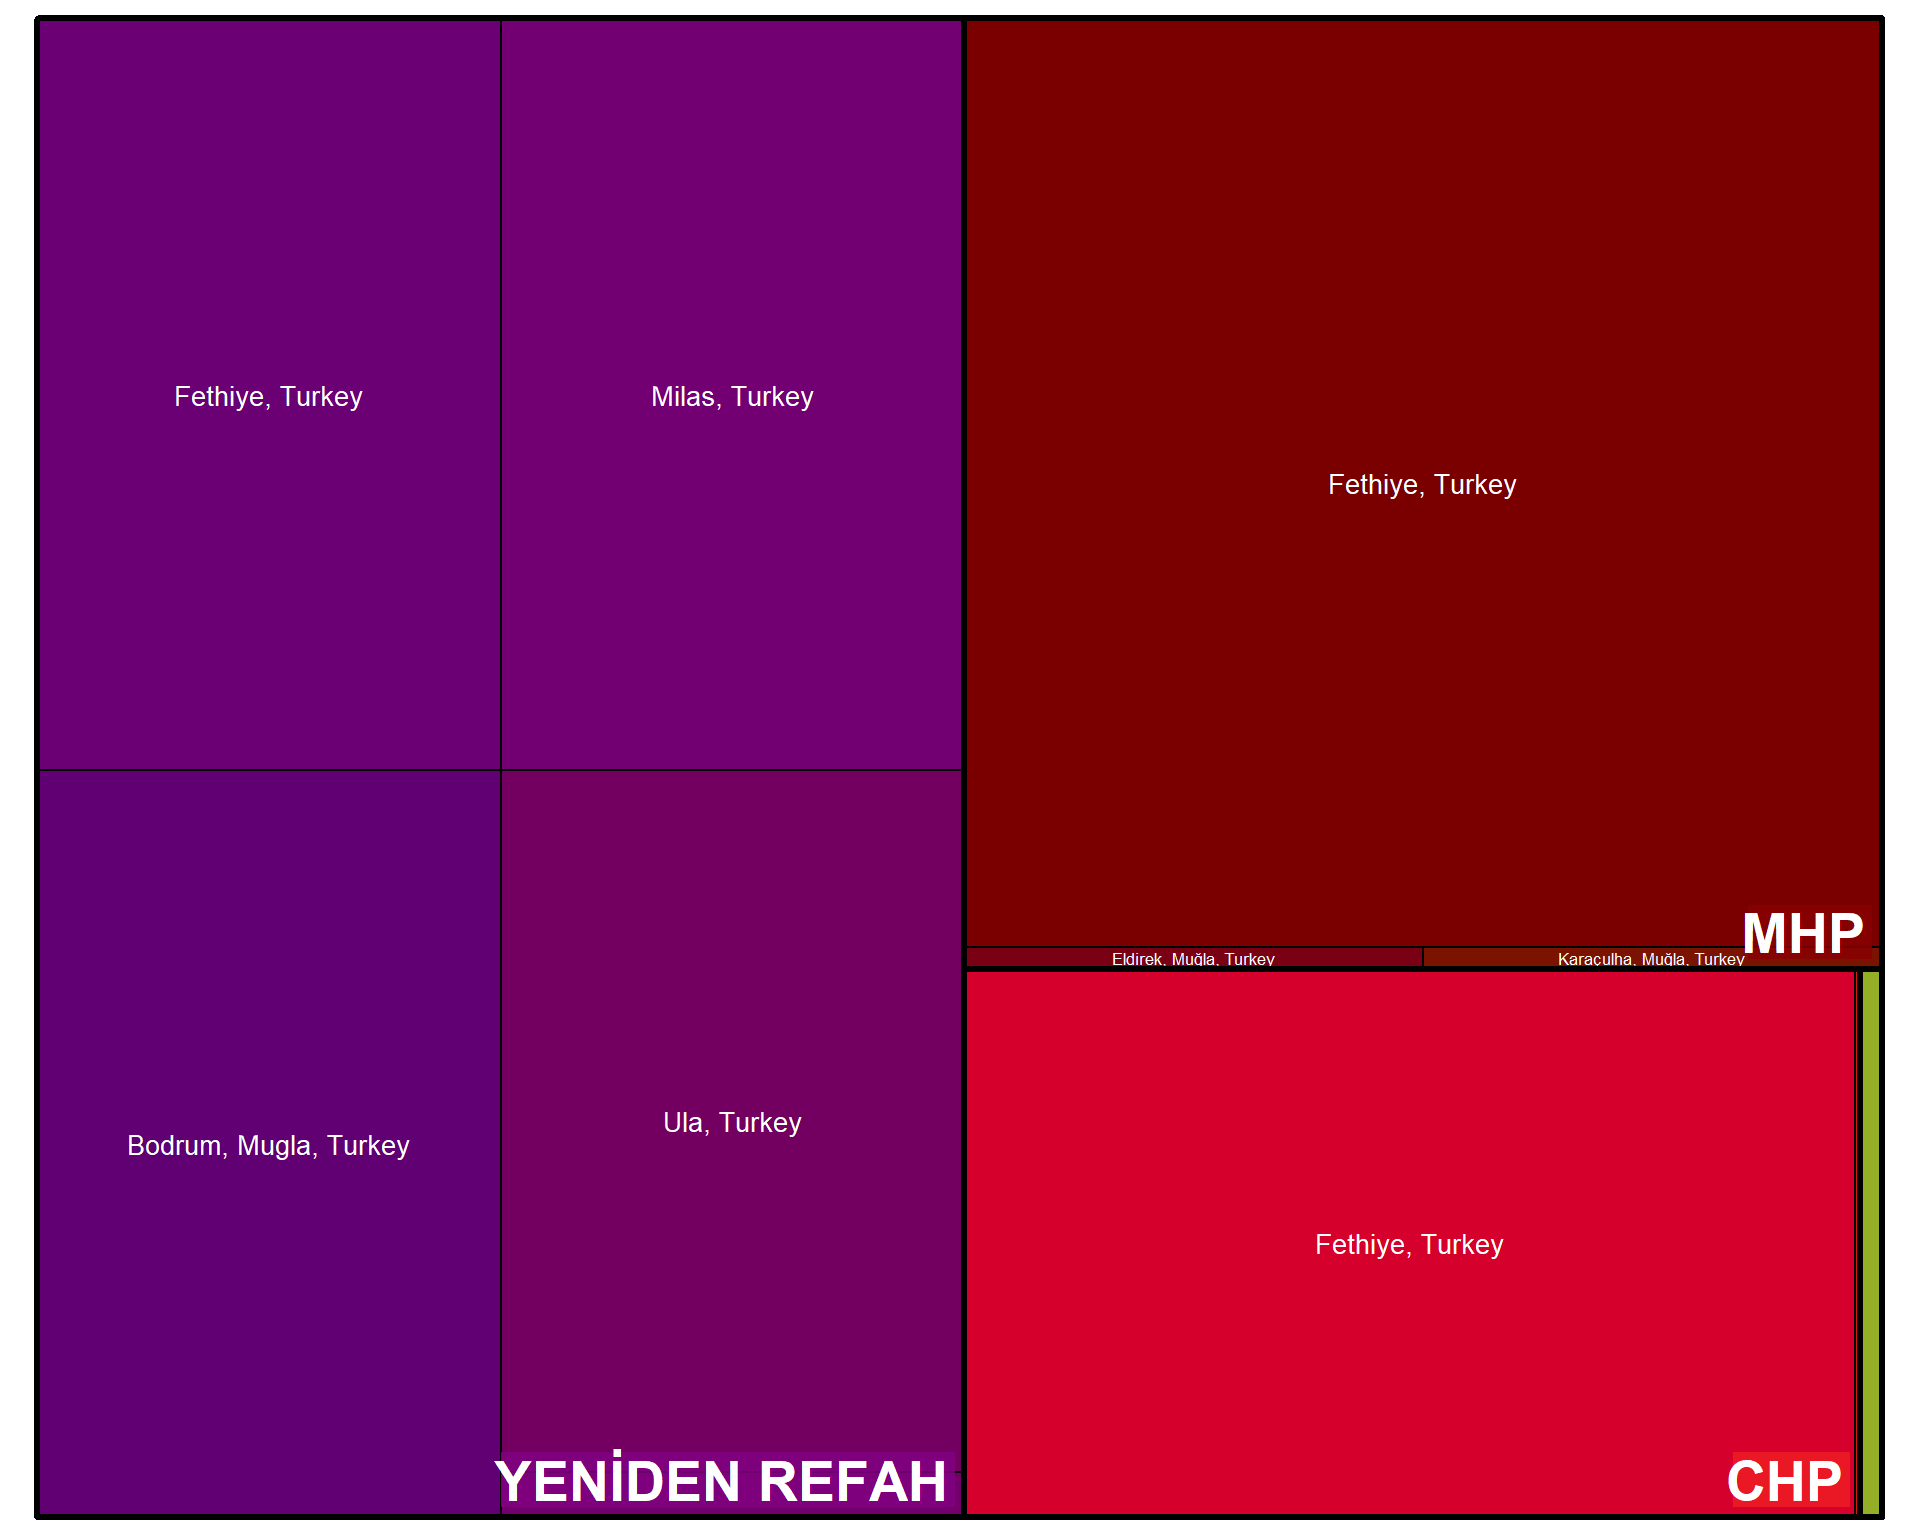 Fethiye, Turkey
Milas, Turkey
Bodrum, Mugla, Turkey
Ula, Turkey
YENİDEN REFAH
Fethiye, Turkey
MHP
Eldirek, Muğla, Turkey
Karaçulha, Muğla, Turkey
Fethiye, Turkey
CHP